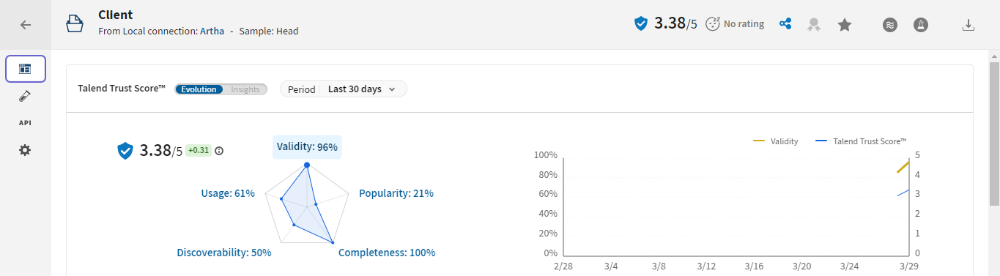 Client
From Local connection: Artha - Sample: Head
3.38/5 No rating
Talend Trust Score™ Evolution Insights Period Last 30 days
API
3.38/5 +0.31
Validity: 96%
Usage: 61%
Popularity: 21%
Discoverability: 50%
Completeness: 100%
Validity Talend Trust Score™
100% 5
80% 4
60% 3
40% 2
20% 1
0% 0
2/28 3/4 3/8 3/12 3/16 3/20 3/24 3/29